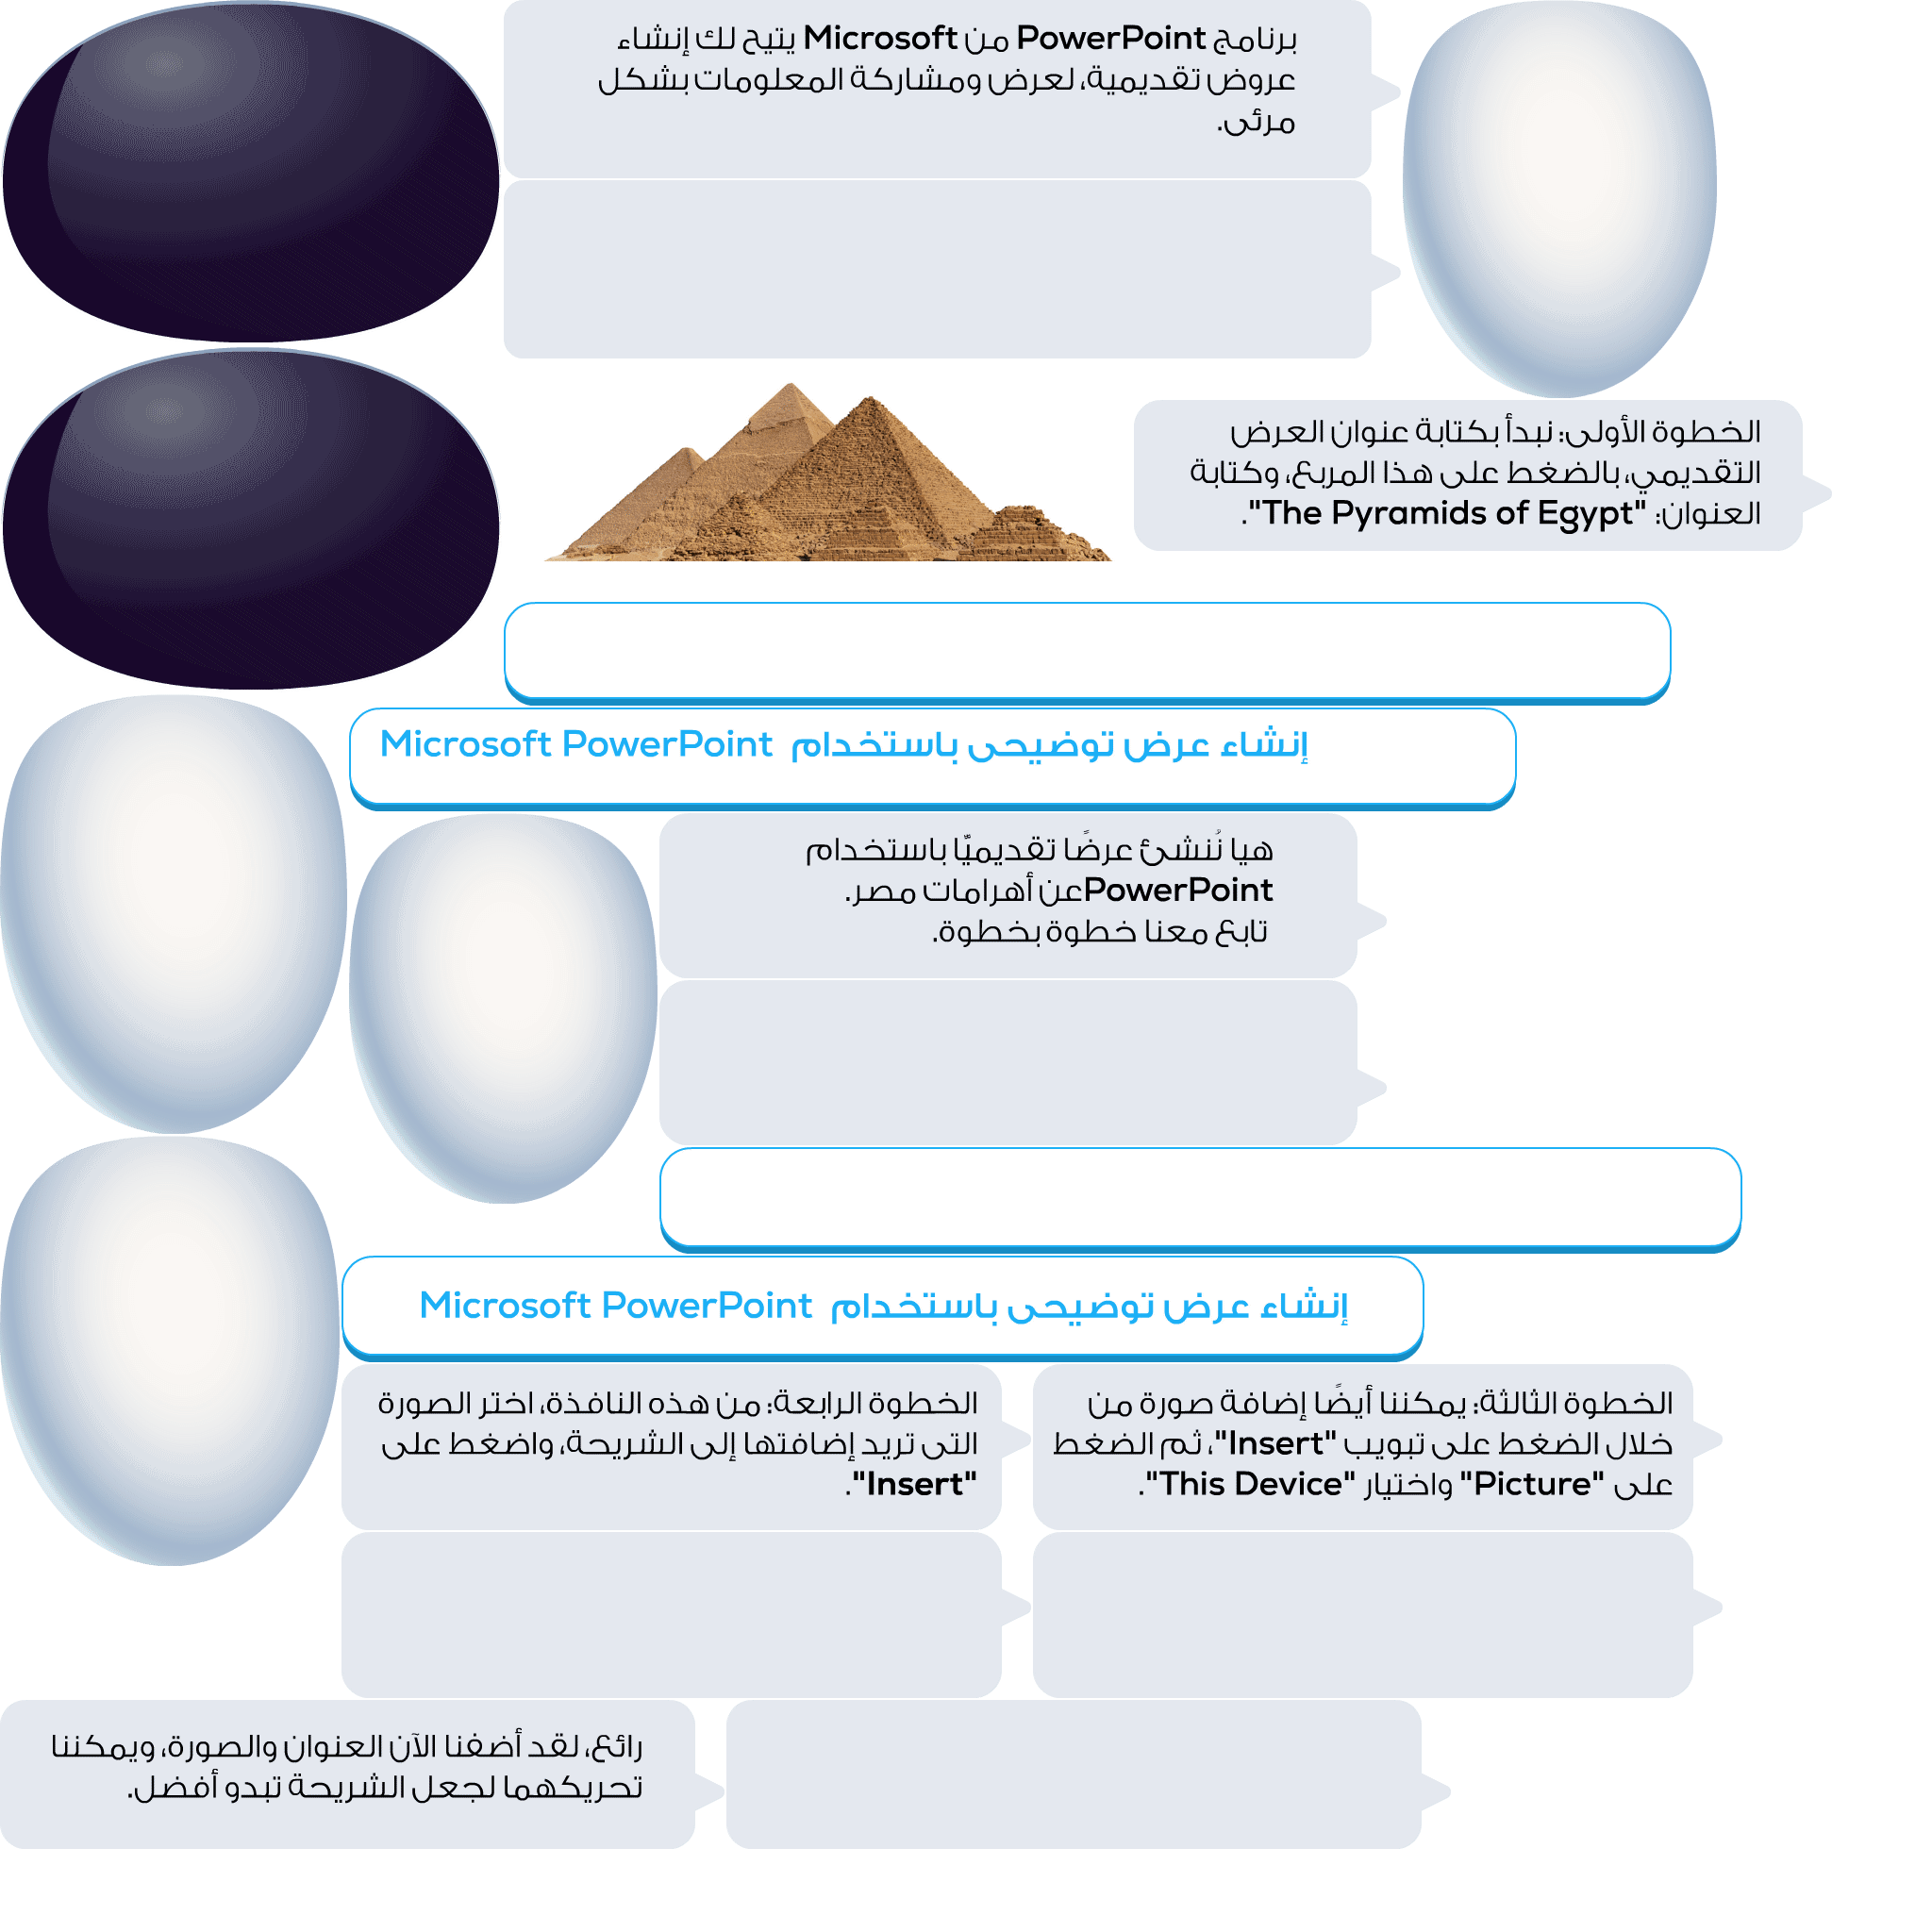 برنامج PowerPoint من Microsoft يتيح لك إنشاء
عروض تقديمية، لعرض ومشاركة المعلومات بشكل
مرئى.
الخطوة الأولى: نبدأ بكتابة عنوان العرض
التقديمي، بالضغط على هذا المربع، وكتابة
العنوان: "The Pyramids of Egypt".
إنشاء عرض توضيحى باستخدام Microsoft PowerPoint
هيا نُنشئ عرضًا تقديميًّا باستخدام
PowerPointعن أهرامات مصر.
تابع معنا خطوة بخطوة.
إنشاء عرض توضيحى باستخدام Microsoft PowerPoint
الخطوة الثالثة: يمكننا أيضًا إضافة صورة من
خلال الضغط على تبويب "Insert"، ثم الضغط
على "Picture" واختيار "This Device".
الخطوة الرابعة: من هذه النافذة، اختر الصورة
التى تريد إضافتها إلى الشريحة، واضغط على
"Insert".
رائع، لقد أضفنا الآن العنوان والصورة، ويمكننا
تحريكهما لجعل الشريحة تبدو أفضل.